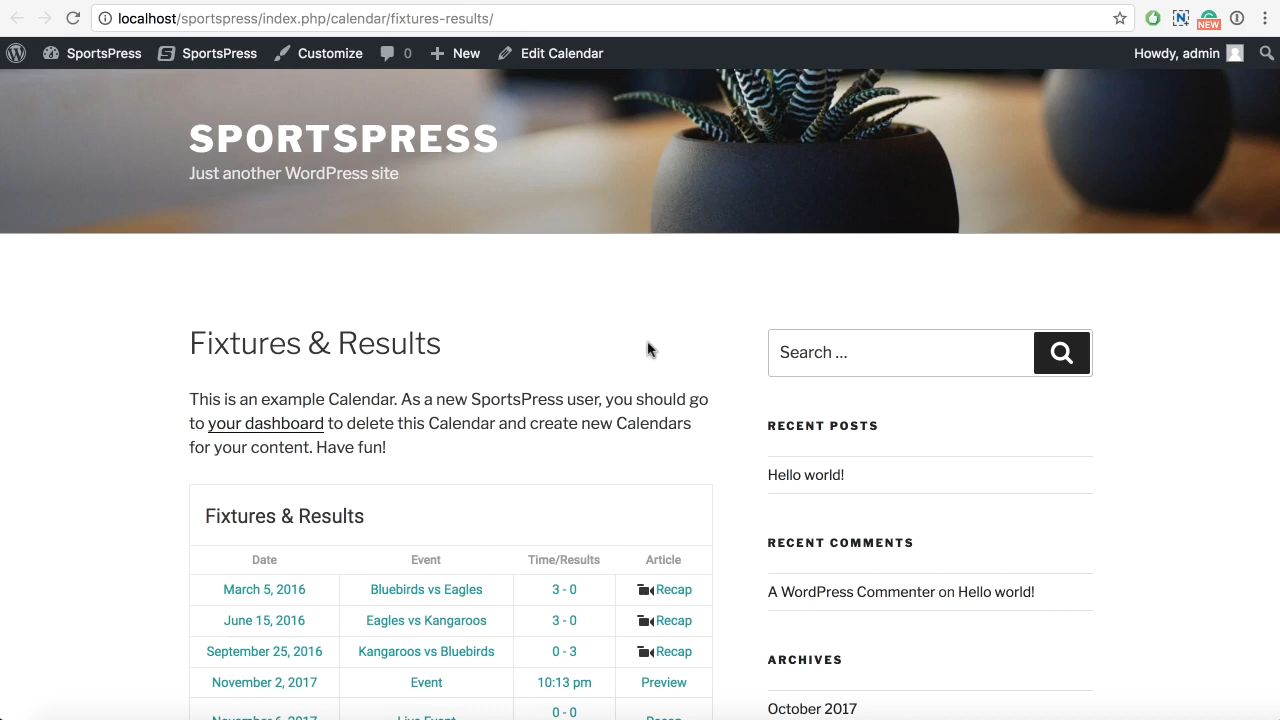 localhost/sportspress/index.php/calendar/fixtures-results/
NEW
SportsPress SportsPress Customize 0 New Edit Calendar Howdy, admin
SPORTSPRESS
Just another WordPress site
Fixtures & Results
This is an example Calendar. As a new SportsPress user, you should go
to your dashboard to delete this Calendar and create new Calendars
for your content. Have fun!
Fixtures & Results
Date Event Time/Results Article
March 5, 2016 Bluebirds vs Eagles 3 - 0 Recap
June 15, 2016 Eagles vs Kangaroos 3 - 0 Recap
September 25, 2016 Kangaroos vs Bluebirds 0 - 3 Recap
November 2, 2017 Event 10:13 pm Preview
0 - 0
Search ...
RECENT POSTS
Hello world!
RECENT COMMENTS
A WordPress Commenter on Hello world!
ARCHIVES
October 2017